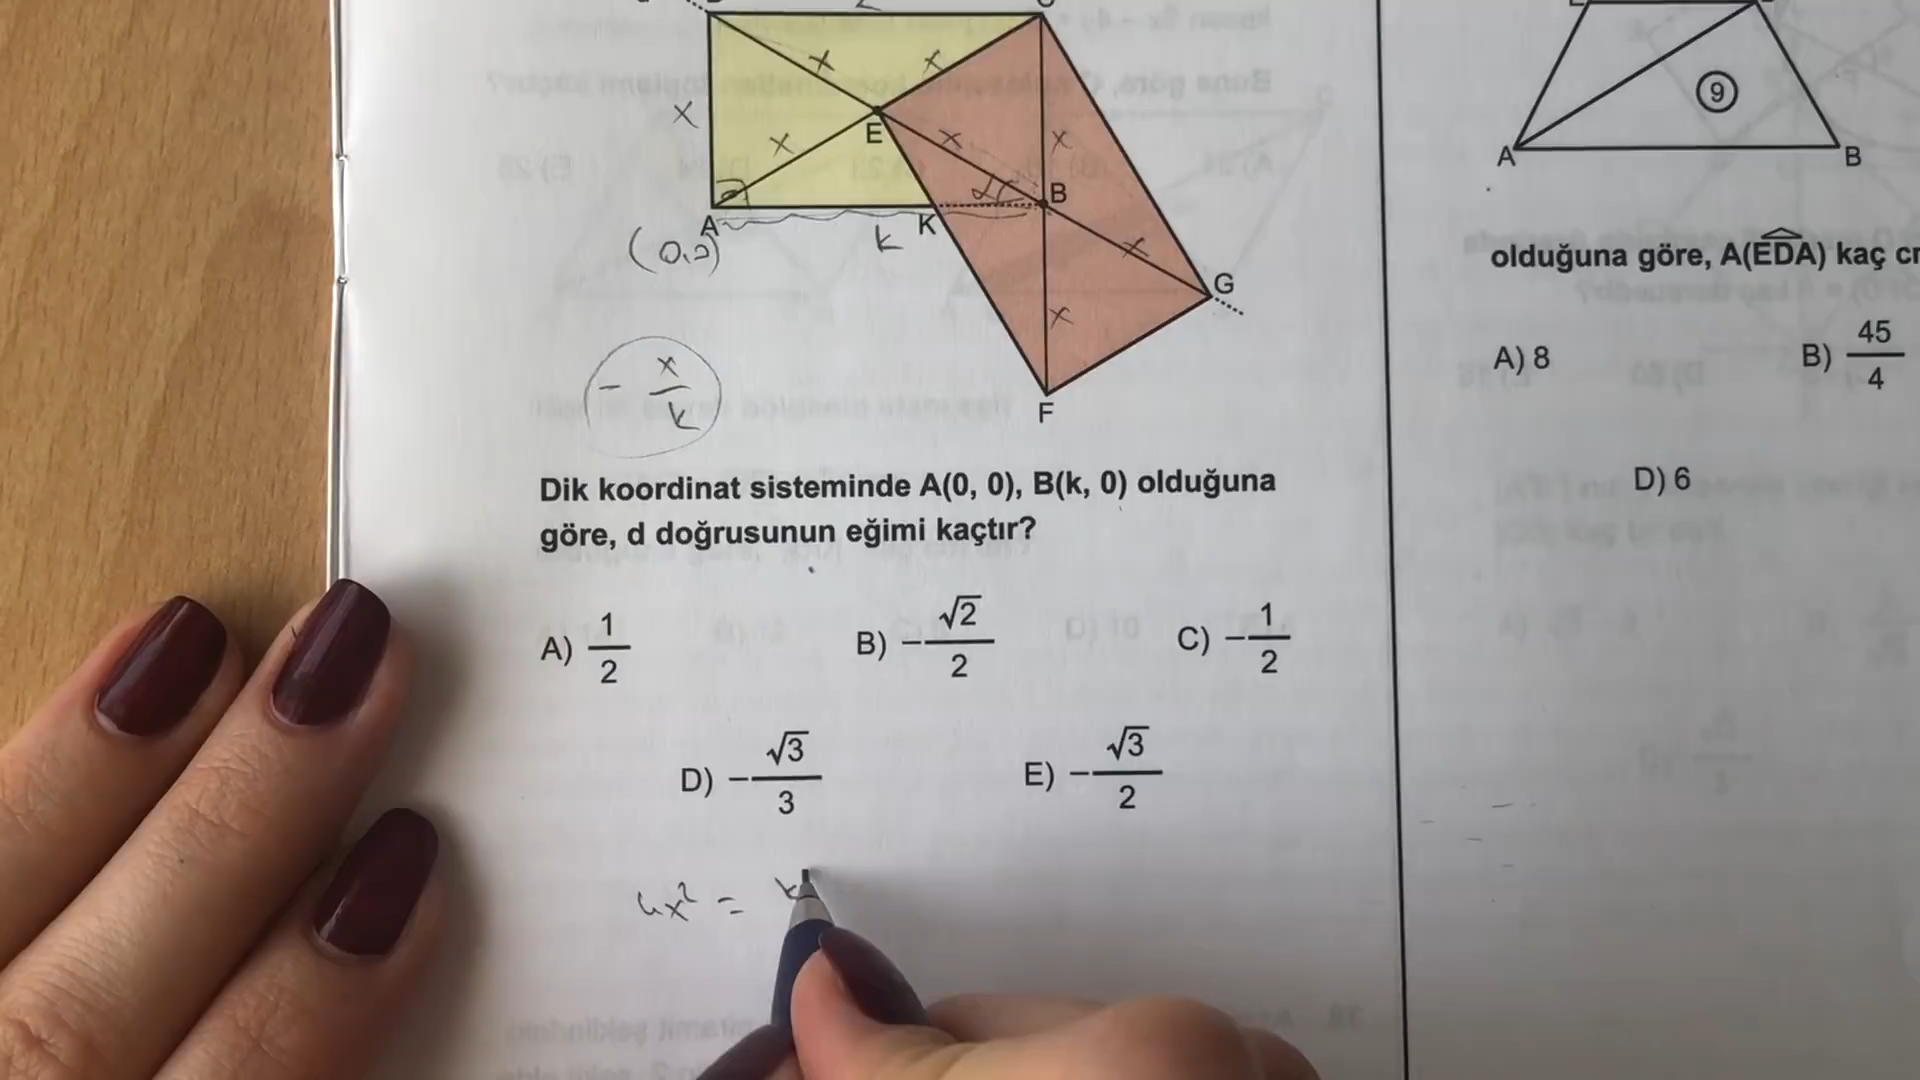 x
x
x
x
x
x
x
E
A
K
B
G
F
k
(0,0)
α
- x/k
Dik koordinat sisteminde A(0, 0), B(k, 0) olduğuna
göre, d doğrusunun eğimi kaçtır?
A) 1/2
B) -√2/2
C) -1/2
D) -√3/3
E) -√3/2
4x² = k
A
B
9
olduğuna göre, A(EDA) kaç
A) 8
B) 45/4
D) 6